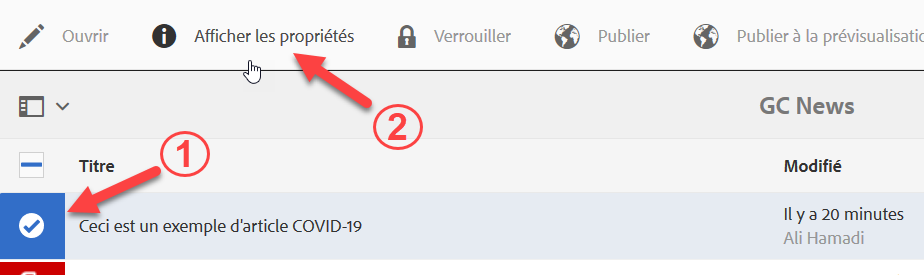 Ouvrir Afficher les propriétés Verrouiller Publier Publier à la prévisualisatio
2
GC News
1
Titre Modifié
Ceci est un exemple d'article COVID-19 Il y a 20 minutes
Ali Hamadi